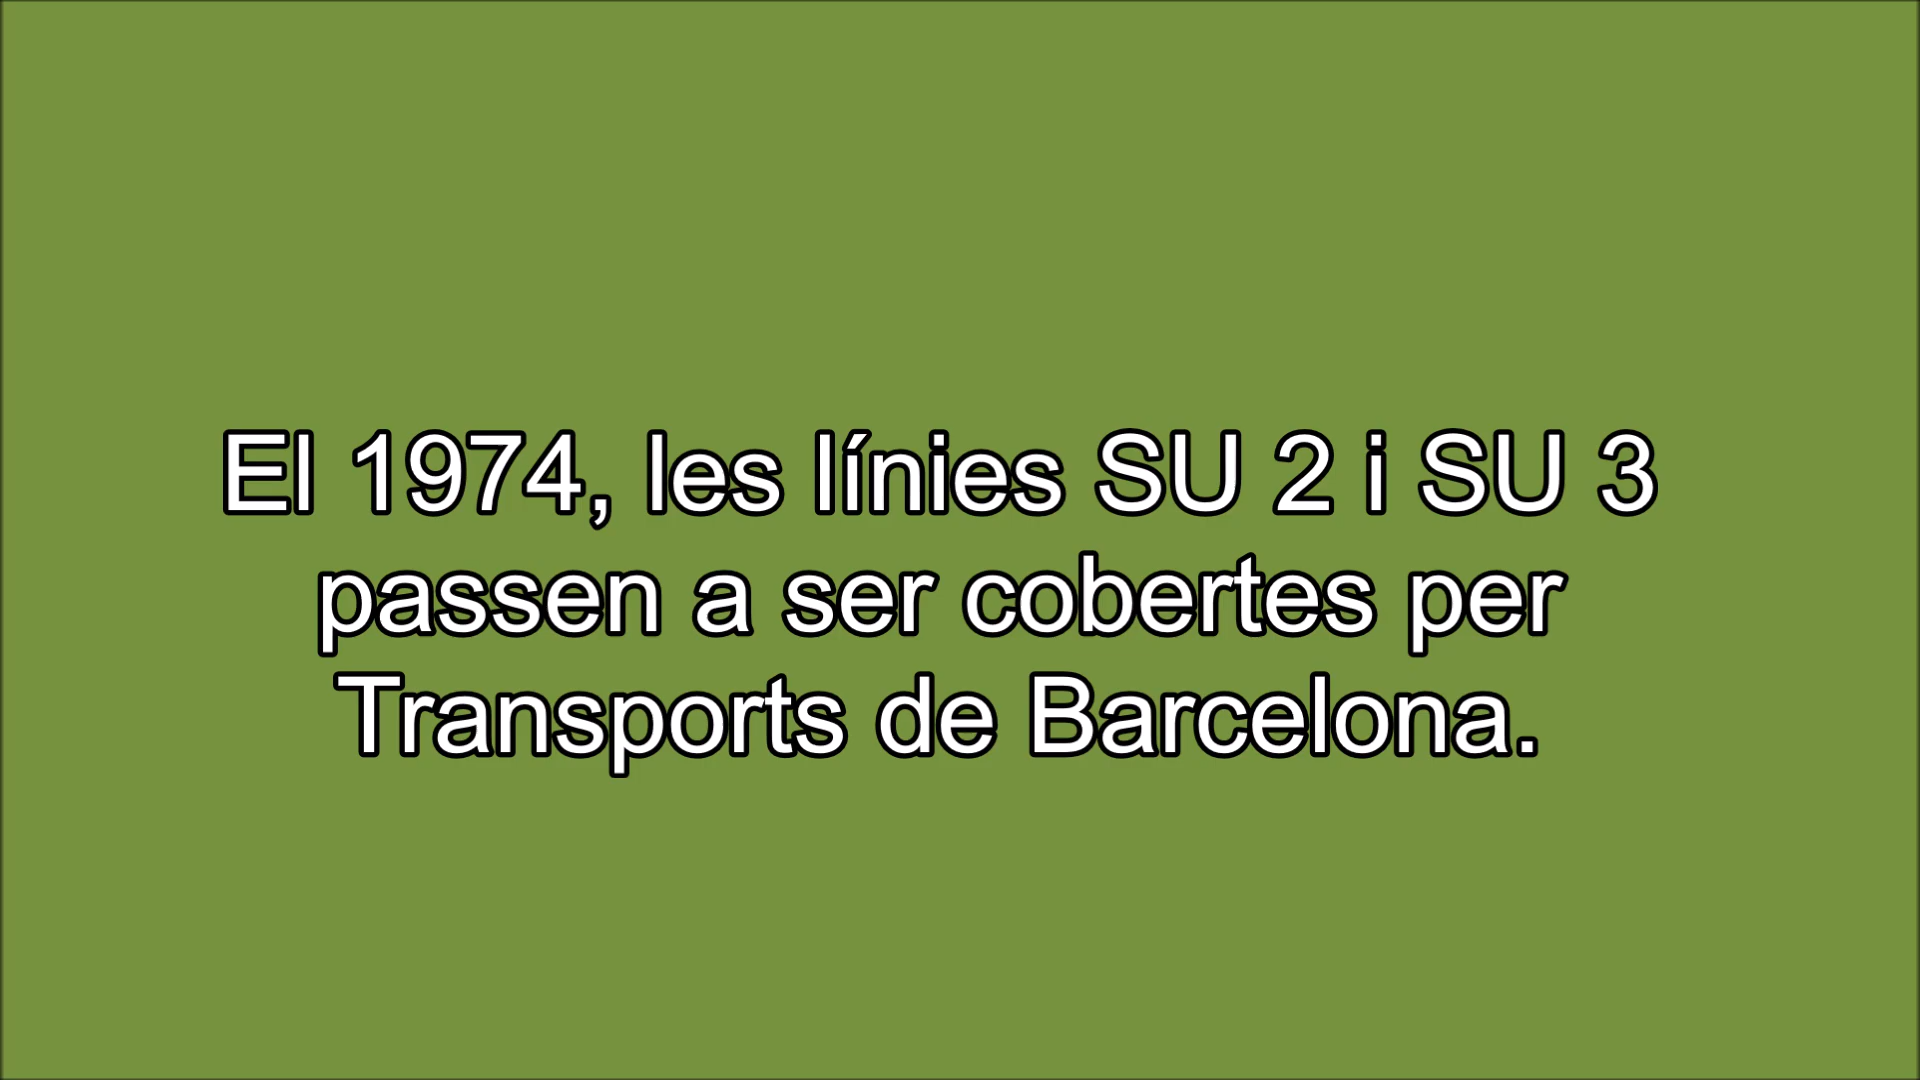 El 1974, les línies SU 2 i SU 3
passen a ser cobertes per
Transports de Barcelona.